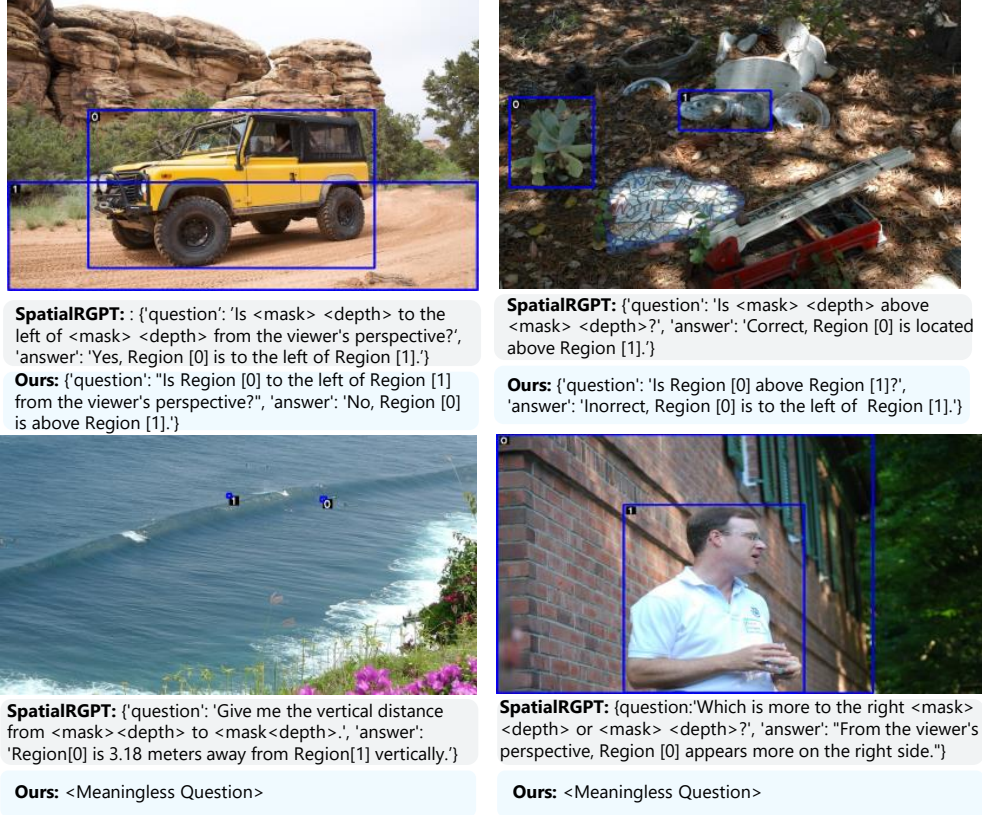 0
1
0
1
SpatialRGPT: : {'question‘: ‘Is <mask> <depth> to the
left of <mask> <depth> from the viewer's perspective?‘,
'answer': 'Yes, Region [0] is to the left of Region [1].’}
Ours: {'question': "Is Region [0] to the left of Region [1]
from the viewer's perspective?", 'answer': 'No, Region [0]
is above Region [1].'}
SpatialRGPT: {'question': 'Is <mask> <depth> above
<mask> <depth>?', 'answer': 'Correct, Region [0] is located
above Region [1].’}
Ours: {'question': 'Is Region [0] above Region [1]?',
'answer': 'Inorrect, Region [0] is to the left of  Region [1].'}
1
0
0
1
SpatialRGPT: {'question': 'Give me the vertical distance
from <mask><depth> to <mask<depth>.', 'answer':
'Region[0] is 3.18 meters away from Region[1] vertically.’}
Ours: <Meaningless Question>
SpatialRGPT: {question:'Which is more to the right <mask>
<depth> or <mask> <depth>?', 'answer': "From the viewer's
perspective, Region [0] appears more on the right side."}
Ours: <Meaningless Question>